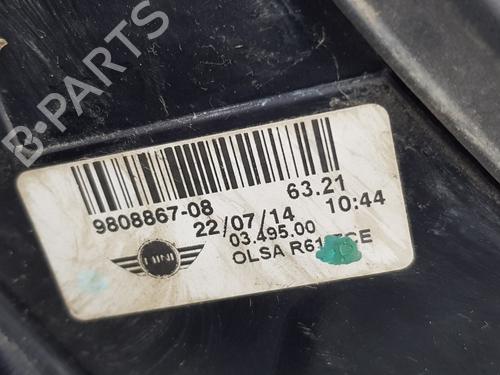 B-PARTS
9808867-08
63.21
22/07/14
10:44
03.495.00
OLSA
MINI